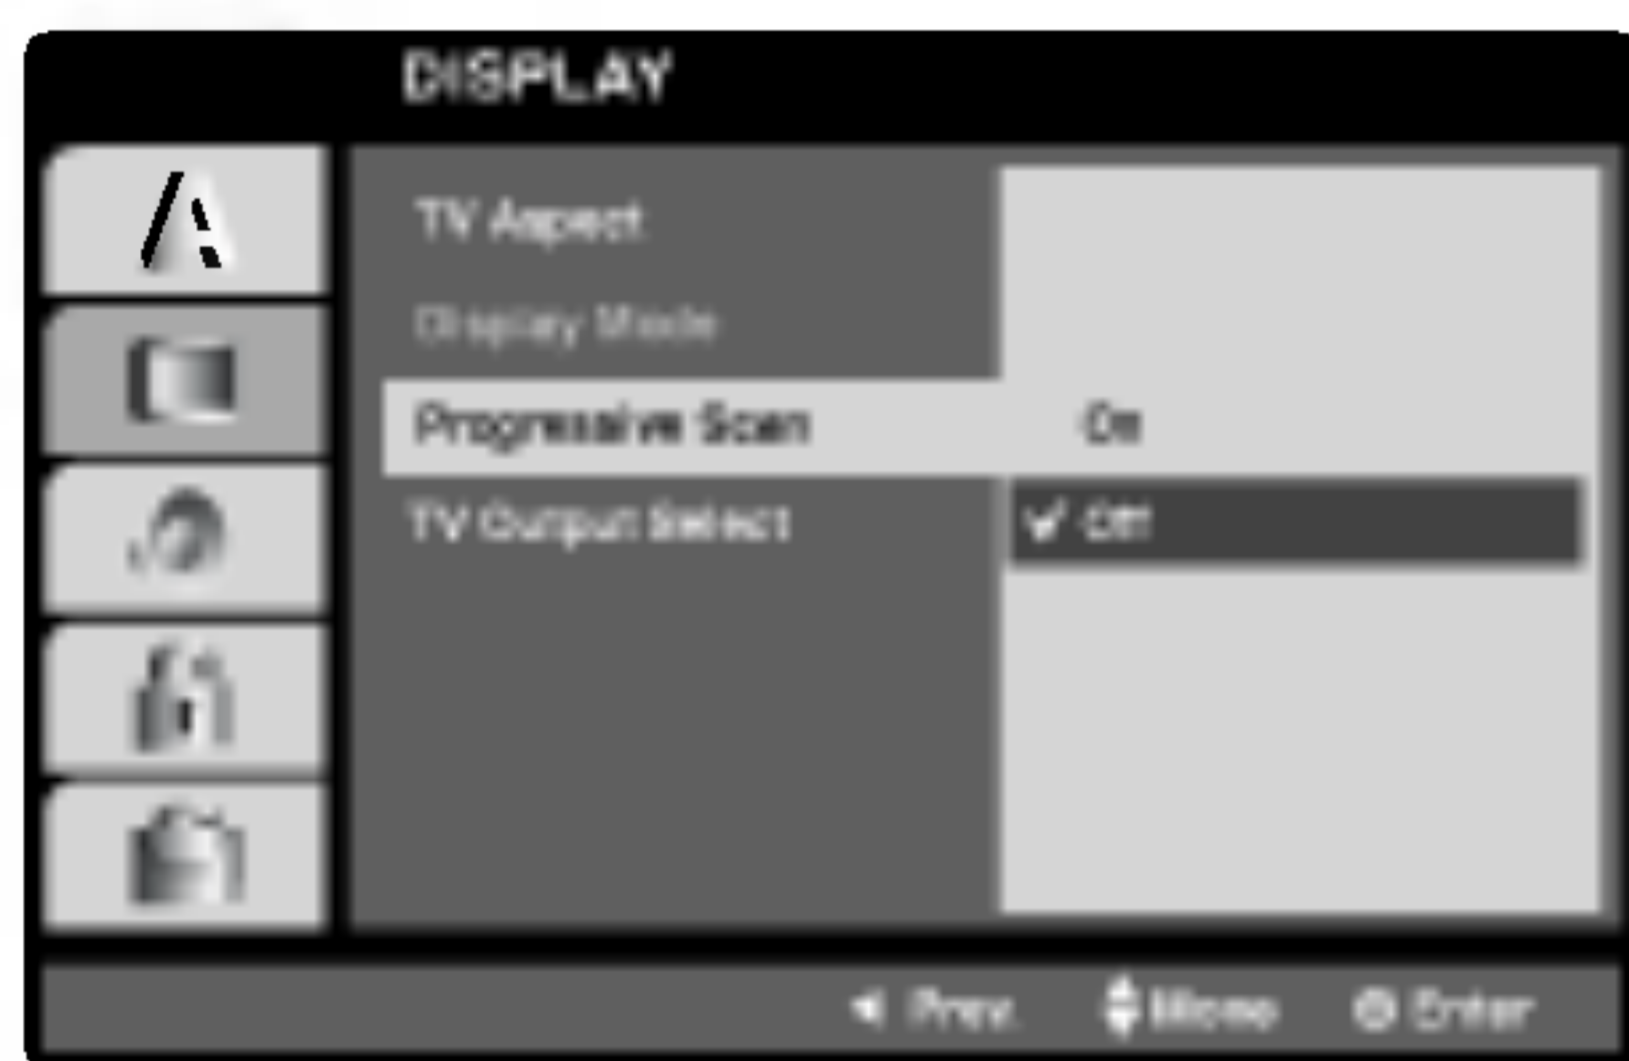 DISPLAY
TV Aspect
Display Mode
Progressive Scan On
TV Output Select ✔ Off
◄ Prev. Move Enter